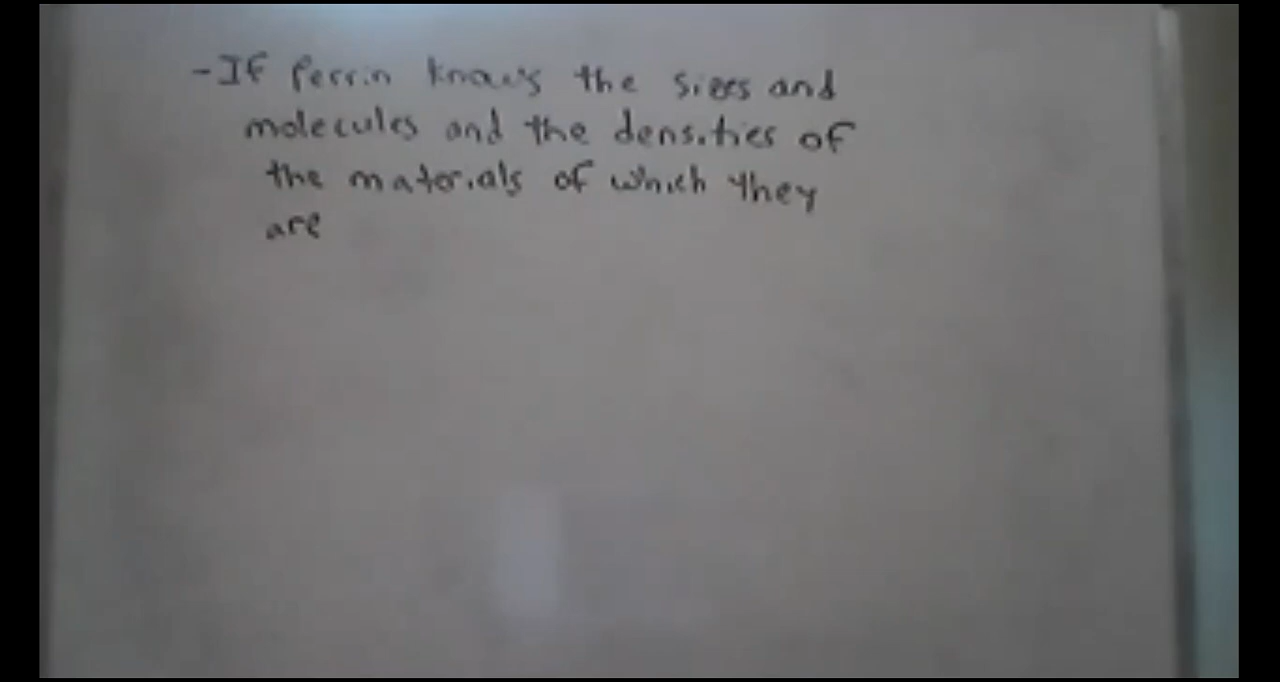 - If Perrin knows the sizes and
molecules and the densities of
the materials of which they
are